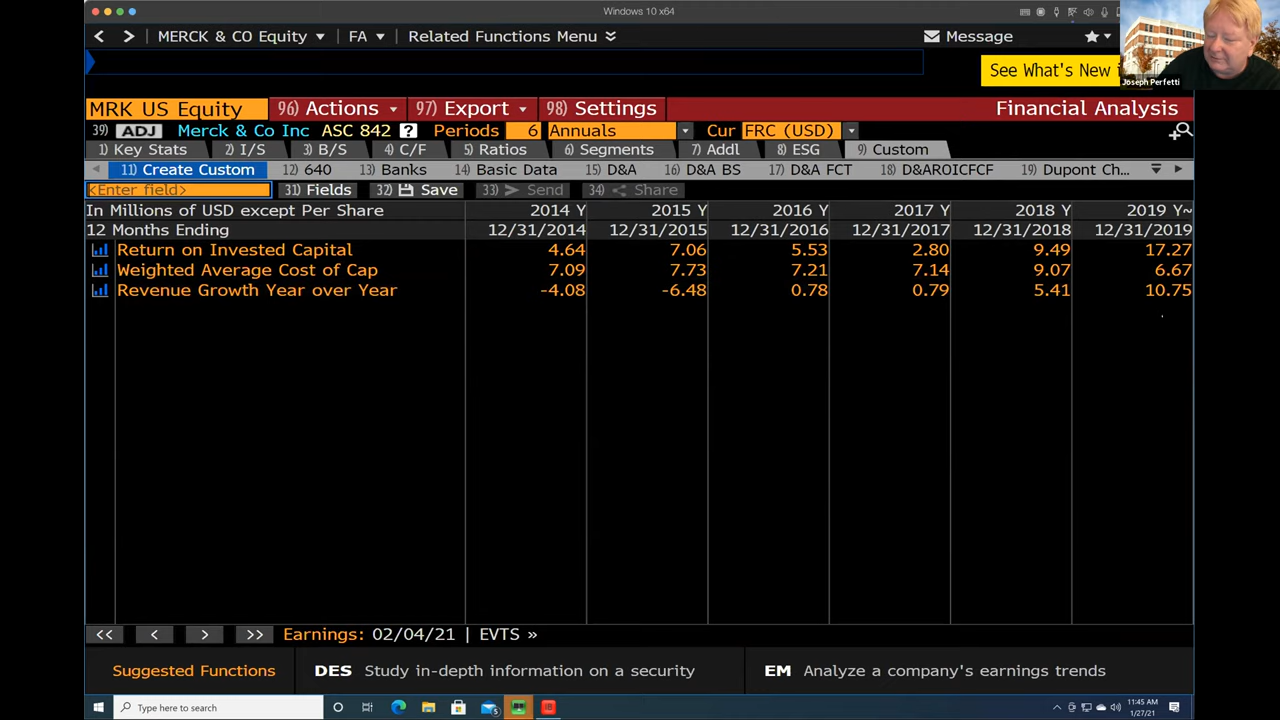 Windows 10 x64
MERCK & CO Equity FA Related Functions Menu Message
See What's New
Joseph Perfetti
MRK US Equity 96) Actions 97) Export 98) Settings Financial Analysis
39) ADJ Merck & Co Inc ASC 842 ? Periods 6 Annuals Cur FRC (USD)
1) Key Stats 2) I/S 3) B/S 4) C/F 5) Ratios 6) Segments 7) Addl 8) ESG 9) Custom
11) Create Custom 12) 640 13) Banks 14) Basic Data 15) D&A 16) D&A BS 17) D&A FCT 18) D&AROICFCF 19) Dupont Ch...
<Enter field> 31) Fields 32) Save 33) Send 34) Share
In Millions of USD except Per Share 2014 Y 2015 Y 2016 Y 2017 Y 2018 Y 2019 Y~
12 Months Ending 12/31/2014 12/31/2015 12/31/2016 12/31/2017 12/31/2018 12/31/2019
Return on Invested Capital 4.64 7.06 5.53 2.80 9.49 17.27
Weighted Average Cost of Cap 7.09 7.73 7.21 7.14 9.07 6.67
Revenue Growth Year over Year -4.08 -6.48 0.78 0.79 5.41 10.75
<< < > >> Earnings: 02/04/21 | EVTS »
Suggested Functions DES Study in-depth information on a security EM Analyze a company's earnings trends
Type here to search 5 11:45 AM
1/27/21